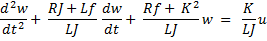 d²w/dt² + (RJ + Lf)/LJ dw/dt + (Rf + K²)/LJ w = K/LJ u